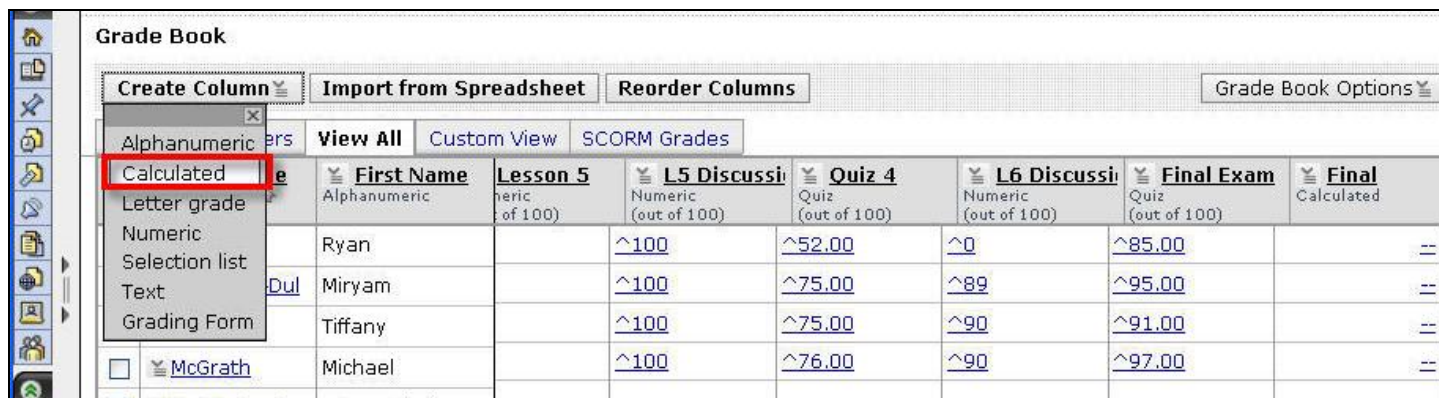 Grade Book
Create Column Import from Spreadsheet Reorder Columns Grade Book Options
Alphanumeric
Calculated
Letter grade
Numeric
Selection list
Text
Grading Form
View All Custom View SCORM Grades
First Name Lesson 5 L5 Discussi Quiz 4 L6 Discussi Final Exam Final
Alphanumeric Numeric Quiz Numeric Quiz Calculated
of 100) (out of 100) (out of 100) (out of 100) (out of 100)
Ryan ^100 ^52.00 ^0 ^85.00 --
Dul Miryam ^100 ^75.00 ^89 ^95.00 --
Tiffany ^100 ^75.00 ^90 ^91.00 --
McGrath Michael ^100 ^76.00 ^90 ^97.00 --